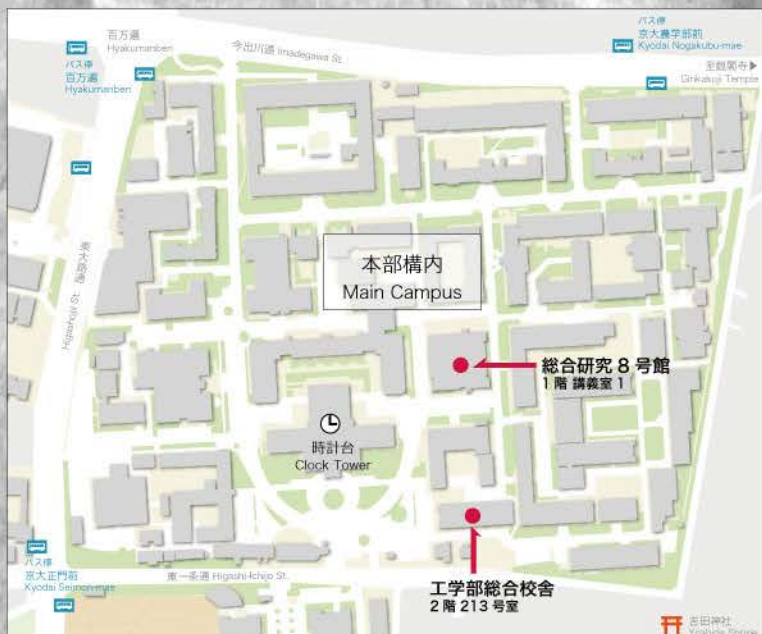 百万遍
Hyakumanben
バス停
百万遍
Hyakumanben
今出川通 Imadegawa St.
バス停
京大農学部前
Kyodai Nogakubu-mae
至銀閣寺▶
Ginkakuji Temple
東大路通
Higashioji St.
本部構内
Main Campus
総合研究 8 号館
1 階 講義室 1
時計台
Clock Tower
バス停
京大正門前
Kyodai Seimon-mae
東一条通 Higashi-Ichijo St.
工学部総合校舎
2 階 213 号室
吉田神社
Yoshida Shrine